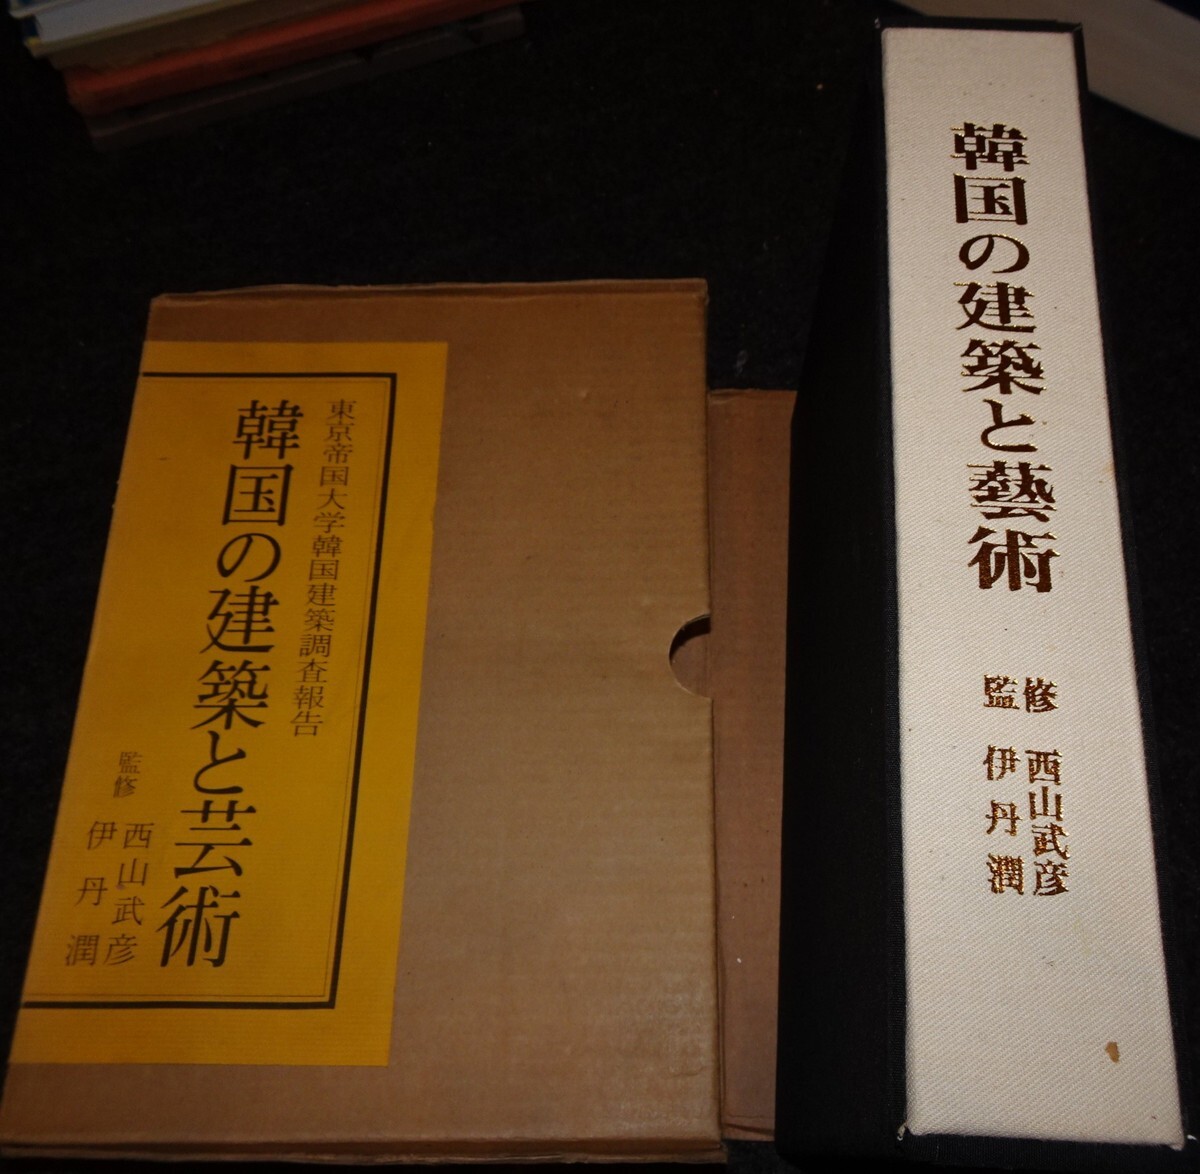 東京帝国大学韓国建築調査報告
韓国の建築と芸術
監修
西山武彦
伊丹潤
韓国の建築と藝術
監修
西山武彦
伊丹潤